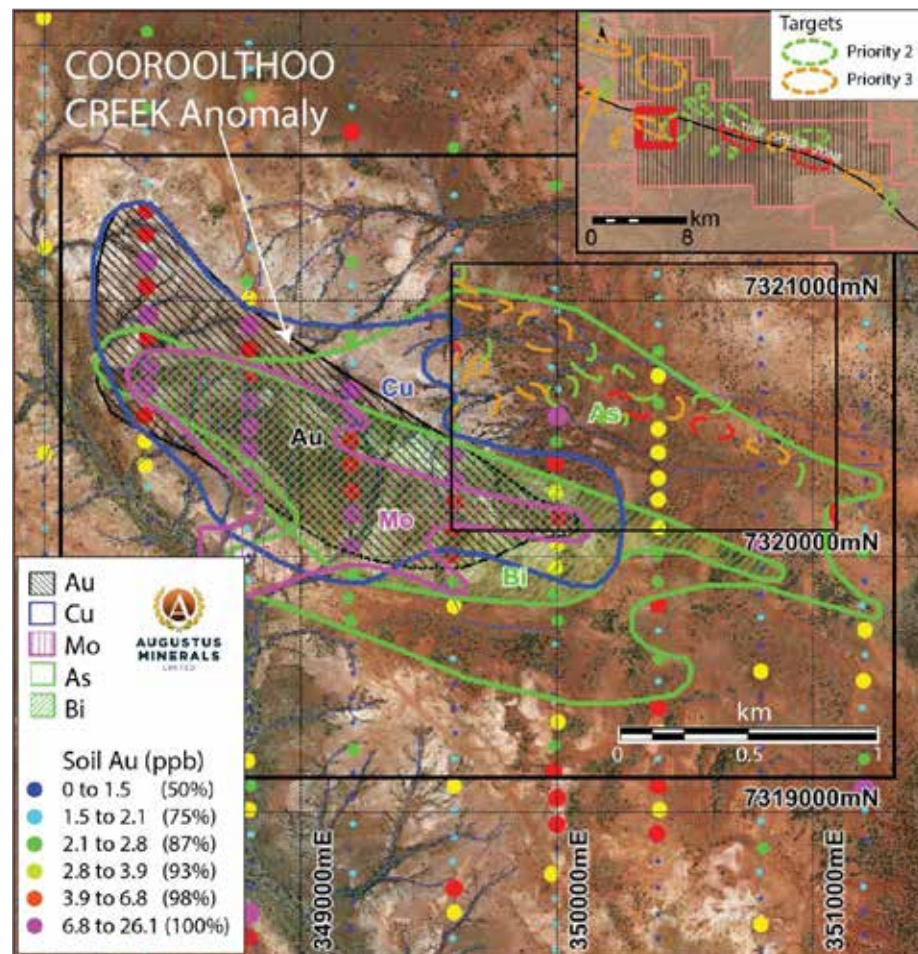 COOROOLTHOO
CREEK Anomaly
Targets
Priority 2
Priority 3
km
0 8
7321000mN
Cu
As
Au
Mo
7320000mN
Bi
Au
Cu
Mo
As
Bi
AUGUSTUS
MINERALS
LIMITED
km
0 0.5 1
Soil Au (ppb)
0 to 1.5 (50%)
1.5 to 2.1 (75%)
2.1 to 2.8 (87%)
2.8 to 3.9 (93%)
3.9 to 6.8 (98%)
6.8 to 26.1 (100%)
7319000mN
349000mE
350000mE
351000mE